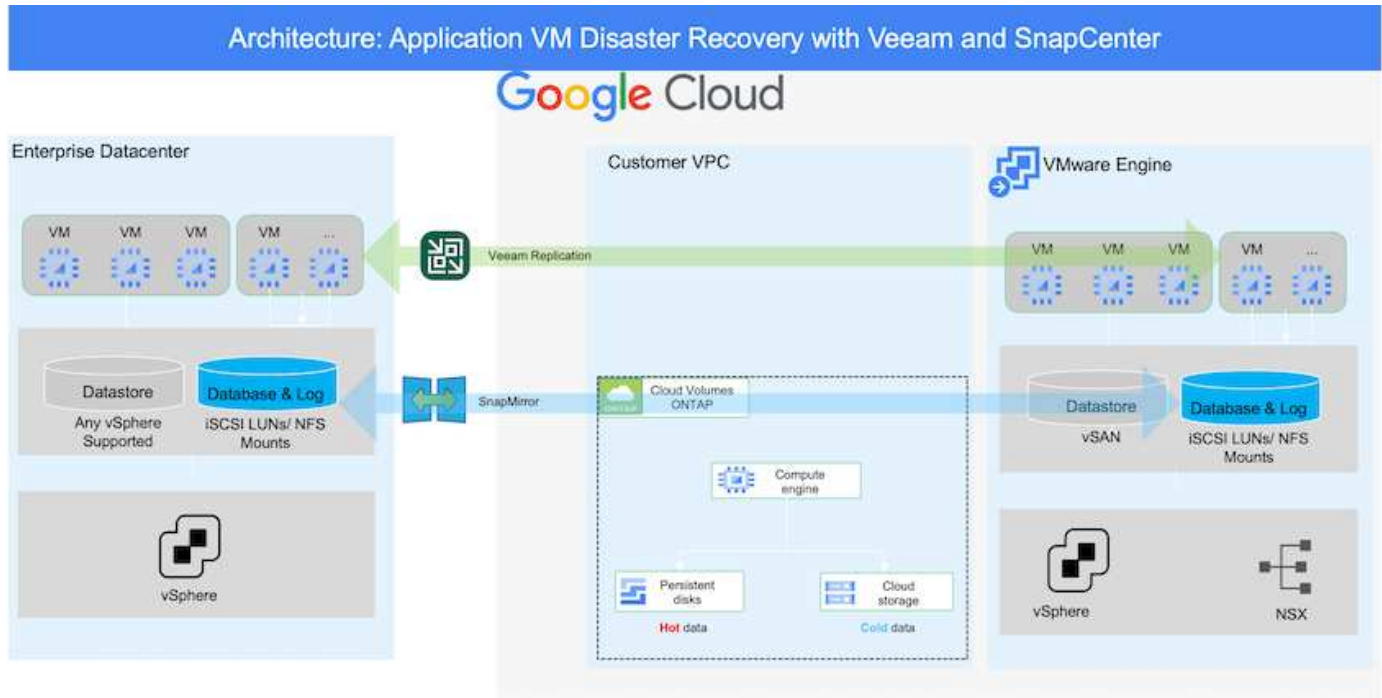 Architecture: Application VM Disaster Recovery with Veeam and SnapCenter
Google Cloud
Enterprise Datacenter
VM
VM
VM
VM
...
Veeam Replication
Datastore
Any vSphere
Supported
Database & Log
iSCSI LUNs/ NFS
Mounts
SnapMirror
vSphere
Customer VPC
ONTAP
Cloud Volumes
ONTAP
Compute
engine
Persistent
disks
Hot data
Cloud
storage
Cold data
VMware Engine
VM
VM
VM
VM
...
Datastore
vSAN
Database & Log
iSCSI LUNs/ NFS
Mounts
vSphere
NSX